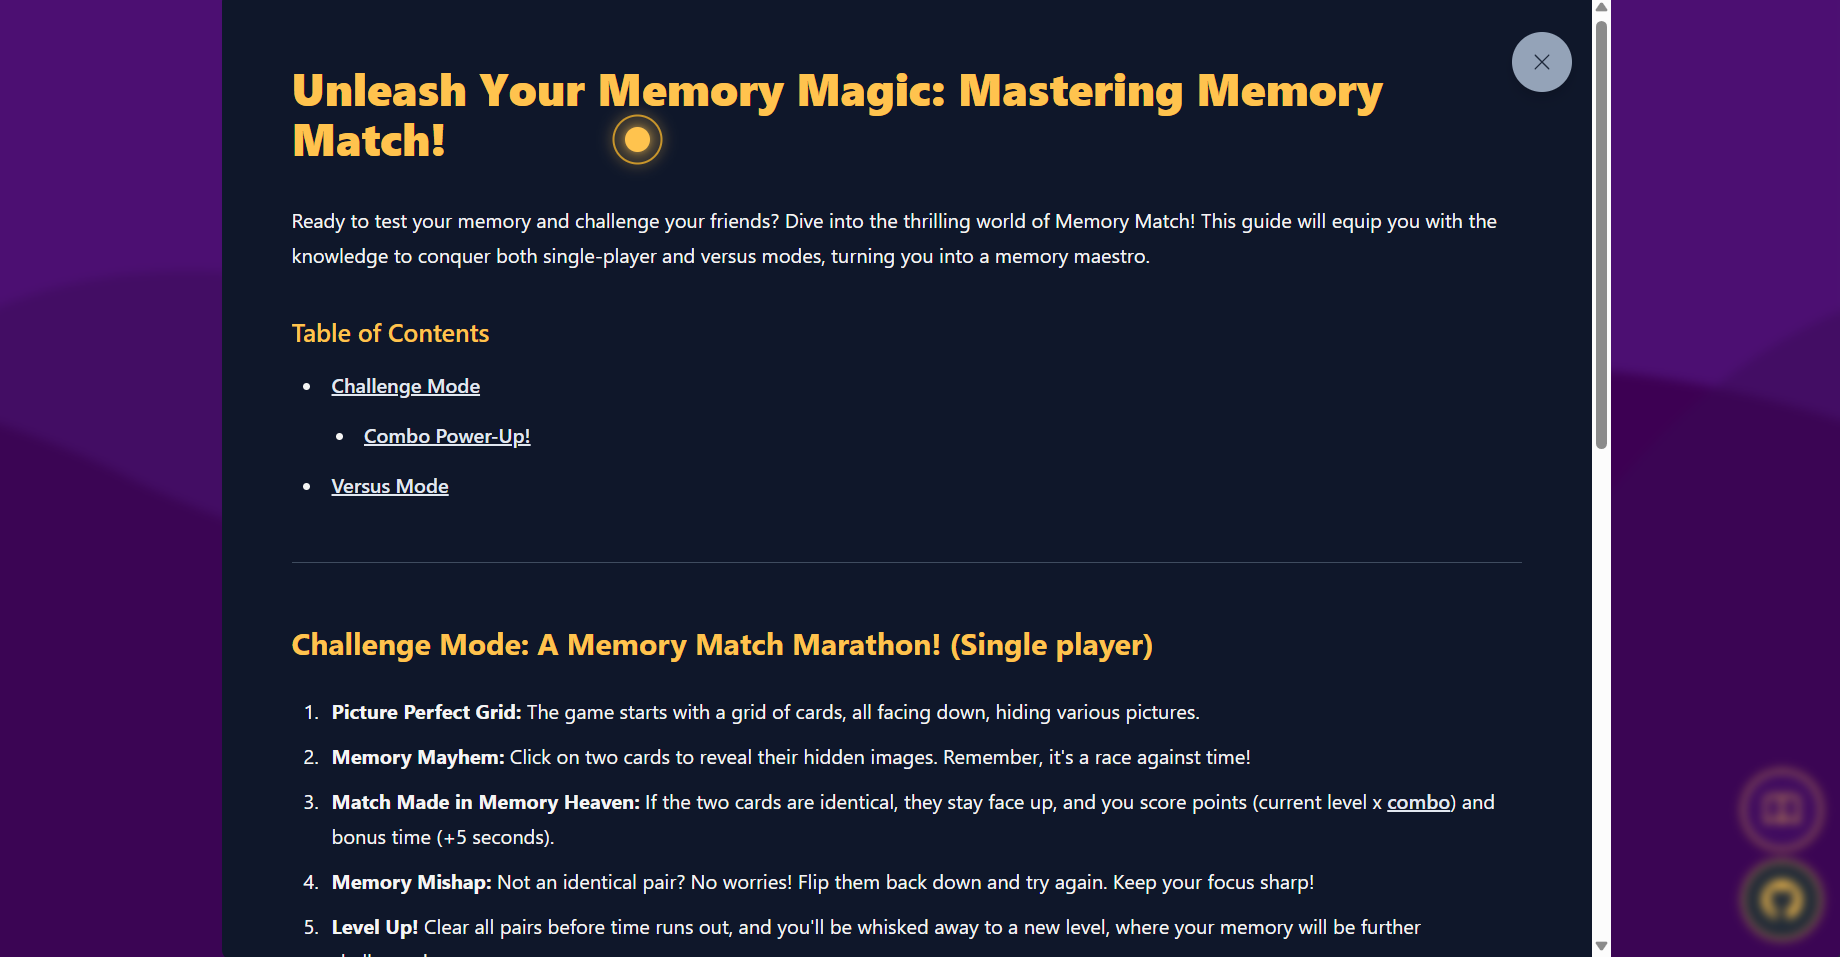 Unleash Your Memory Magic: Mastering Memory
Match!
Ready to test your memory and challenge your friends? Dive into the thrilling world of Memory Match! This guide will equip you with the
knowledge to conquer both single-player and versus modes, turning you into a memory maestro.
Table of Contents
• Challenge Mode
• Combo Power-Up!
• Versus Mode
Challenge Mode: A Memory Match Marathon! (Single player)
1. Picture Perfect Grid: The game starts with a grid of cards, all facing down, hiding various pictures.
2. Memory Mayhem: Click on two cards to reveal their hidden images. Remember, it's a race against time!
3. Match Made in Memory Heaven: If the two cards are identical, they stay face up, and you score points (current level x combo) and
bonus time (+5 seconds).
4. Memory Mishap: Not an identical pair? No worries! Flip them back down and try again. Keep your focus sharp!
5. Level Up! Clear all pairs before time runs out, and you'll be whisked away to a new level, where your memory will be further